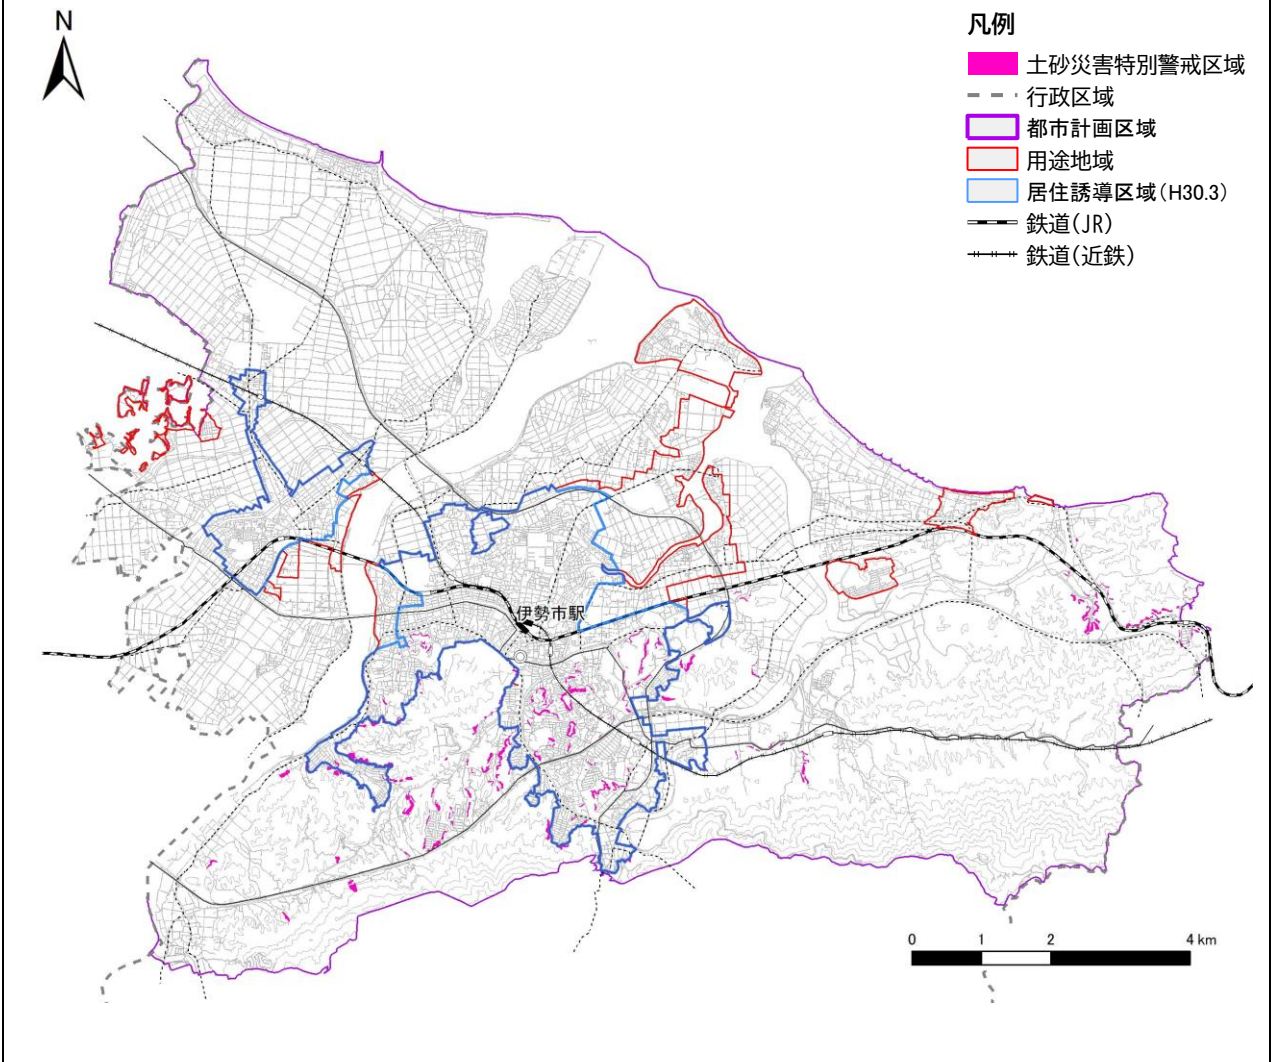 N
凡例
土砂災害特別警戒区域
行政区域
都市計画区域
用途地域
居住誘導区域(H30.3)
鉄道(JR)
鉄道(近鉄)
伊勢市駅
0 1 2 4 km